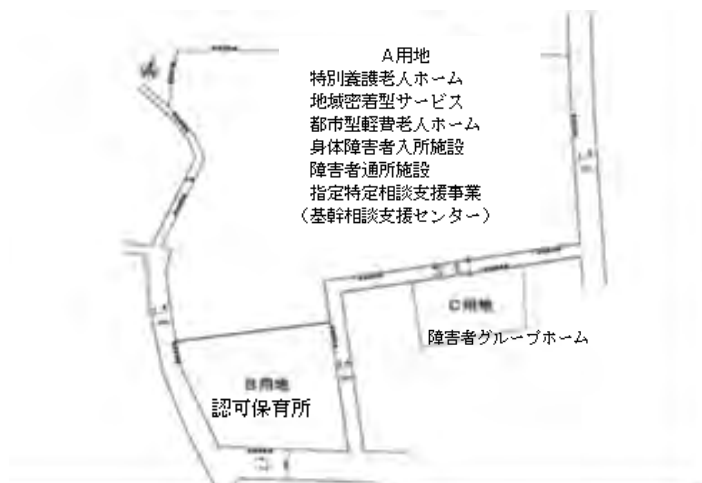 A用地
特別養護老人ホーム
地域密着型サービス
都市型軽費老人ホーム
身体障害者入所施設
障害者通所施設
指定特定相談支援事業
（基幹相談支援センター）
C用地
障害者グループホーム
B用地
認可保育所